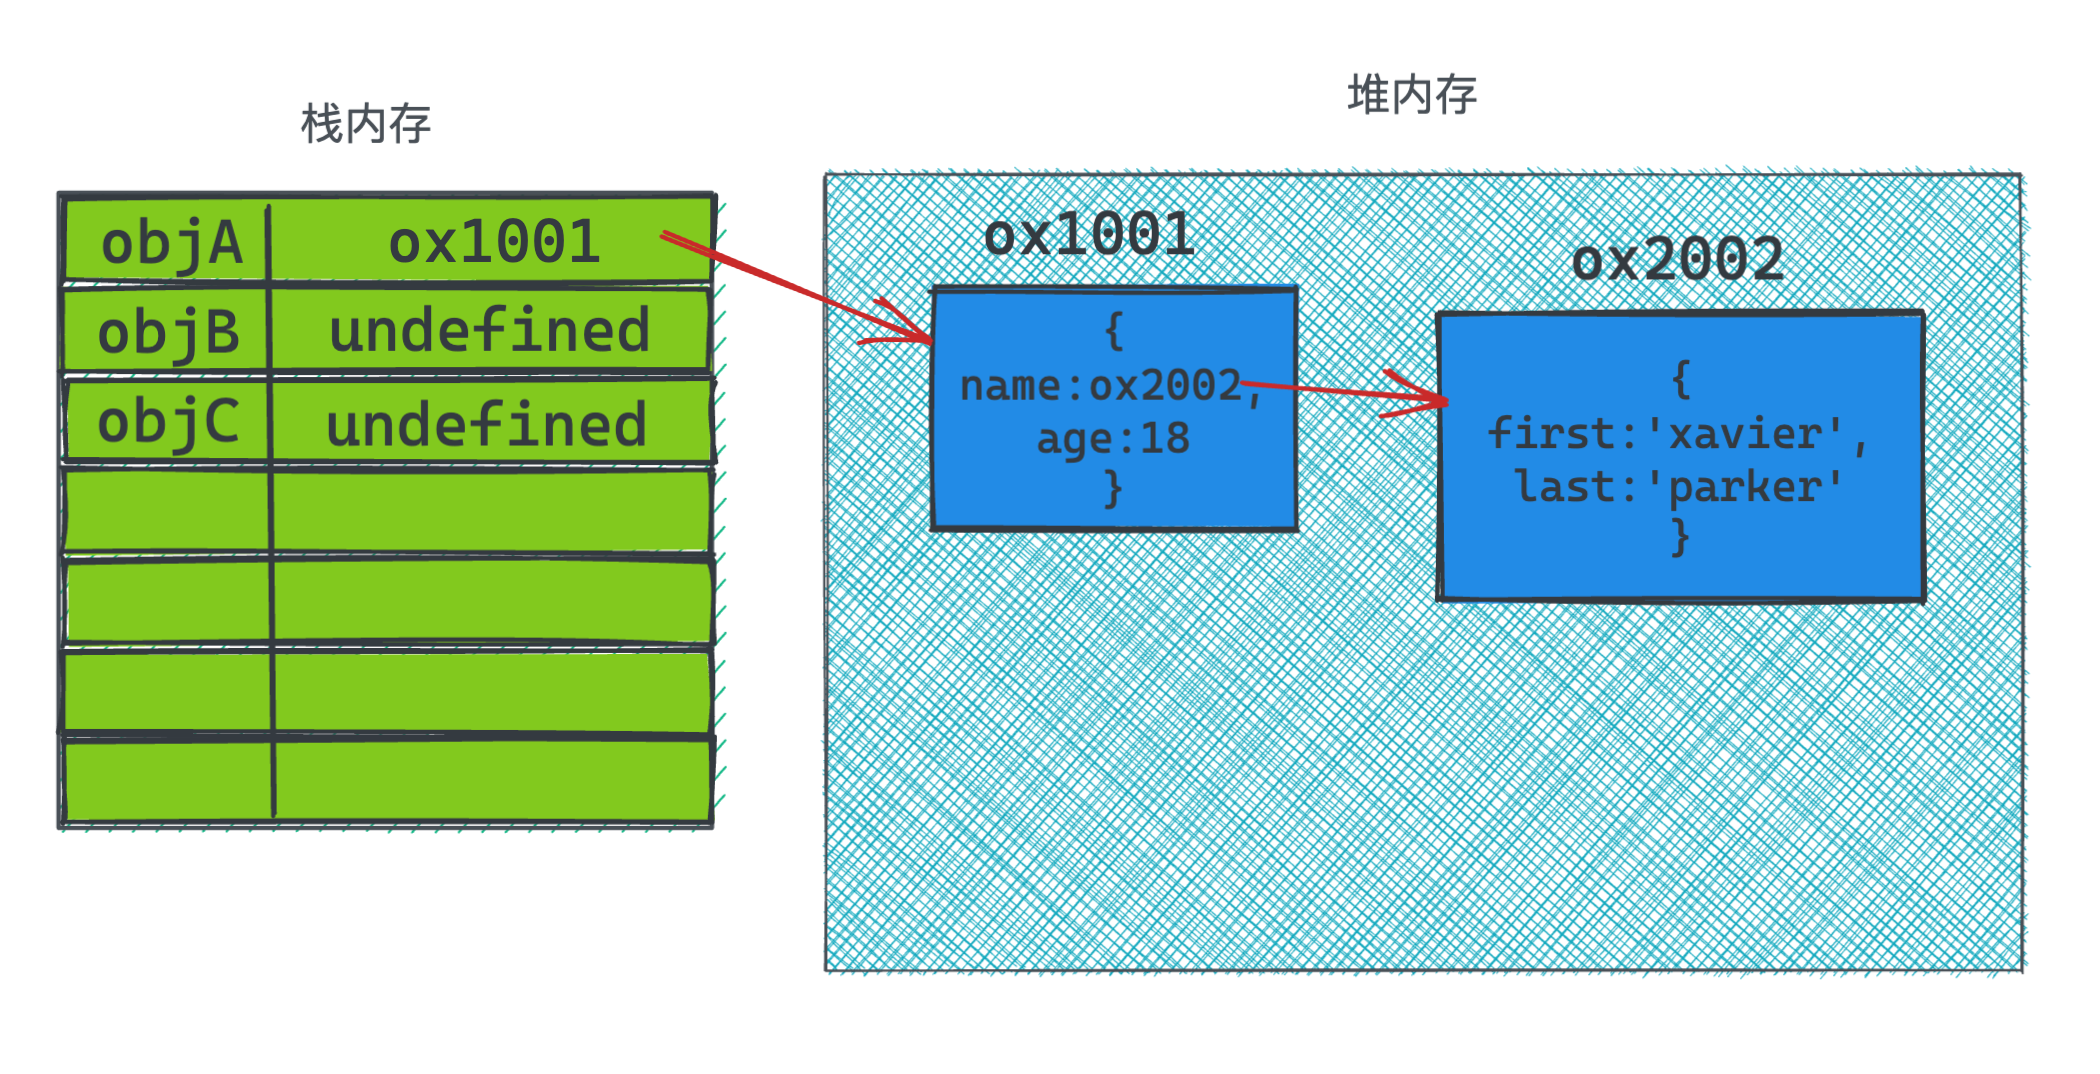 栈内存
堆内存
objA ox1001
objB undefined
objC undefined
ox1001
{
name:ox2002,
age:18
}
ox2002
{
first:'xavier',
last:'parker'
}